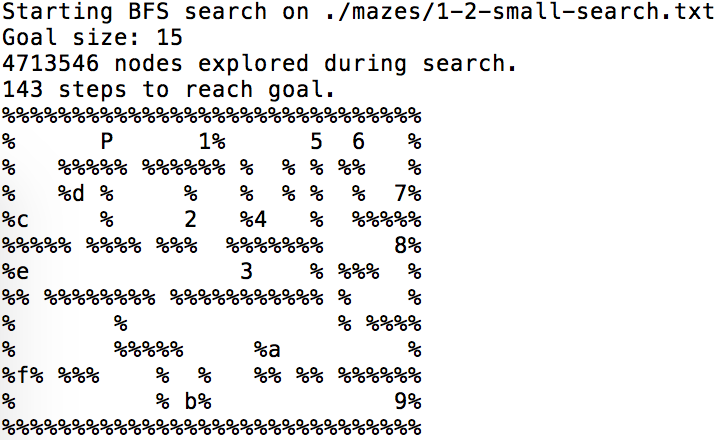 Starting BFS search on ./mazes/1-2-small-search.txt
Goal size: 15
4713546 nodes explored during search.
143 steps to reach goal.
%%%%%%%%%%%%%%%%%%%%%%%%%%%%%%
%      P      1%      5  6   %
%   %%%%% %%%%%% %  % % %%   %
%   %d %     %   %  % %  %  7%
%c     %     2   %4   %  %%%%%
%%%%% %%%% %%%  %%%%%%%     8%
%e               3    % %%%  %
%% %%%%%%%% %%%%%%%%%%% %    %
%       %               % %%%%
%       %%%%%     %a         %
%f% %%%    %  %   %% %% %%%%%%
%          % b%             9%
%%%%%%%%%%%%%%%%%%%%%%%%%%%%%%